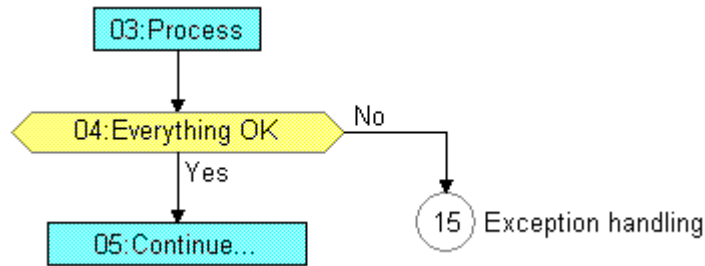 03:Process
04:Everything OK
No
Yes
15 Exception handling
05:Continue...